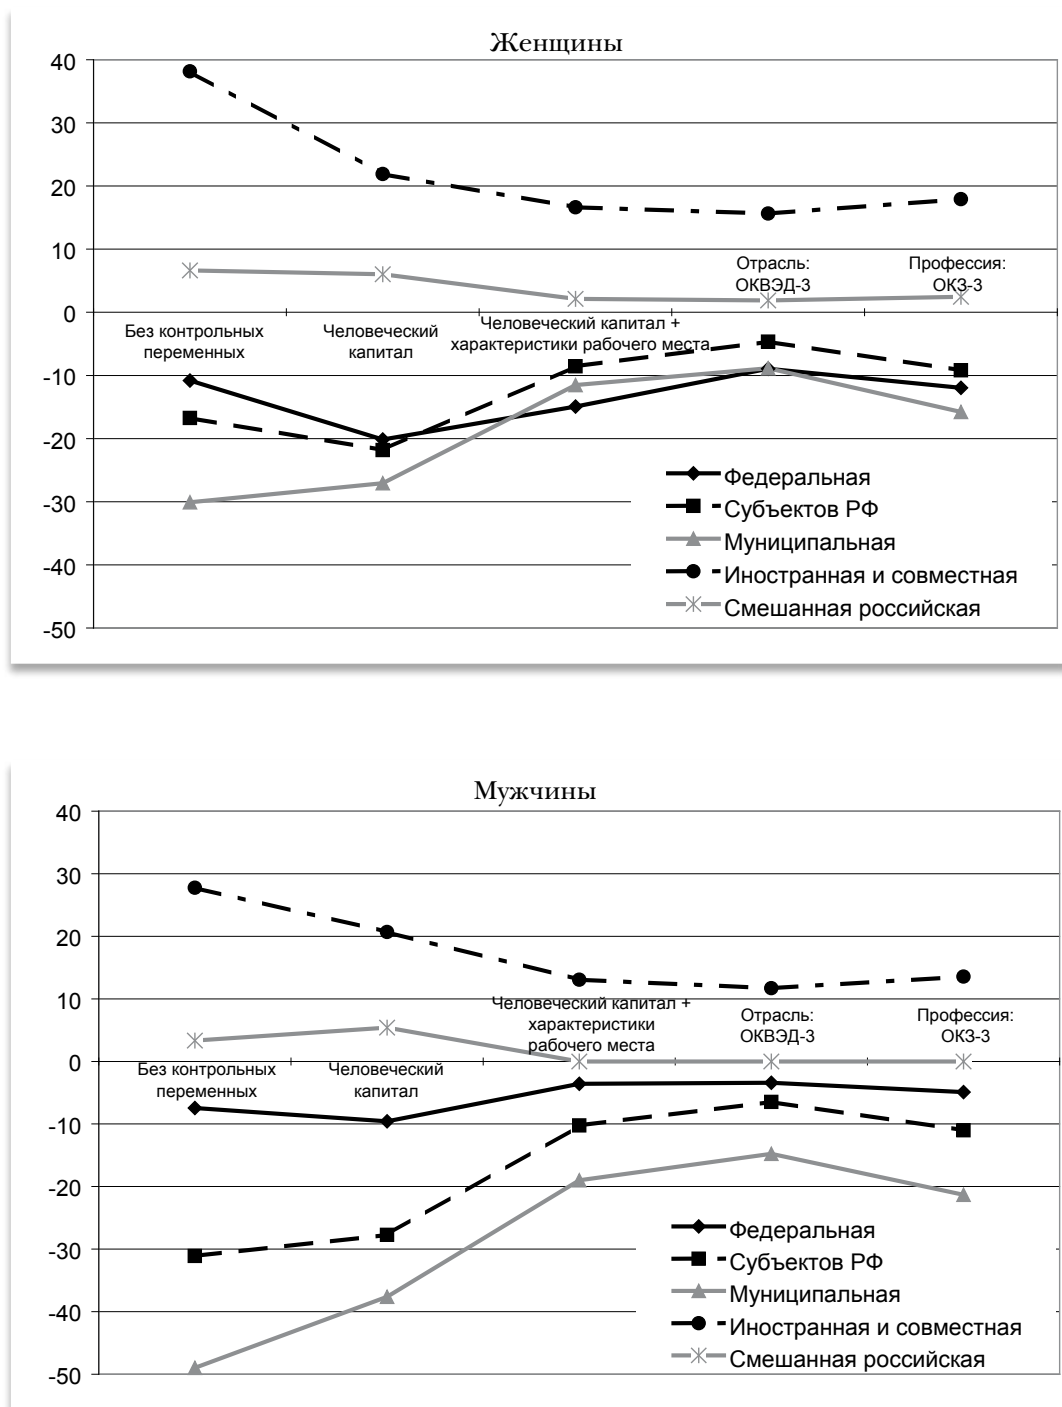 Женщины
40
30
20
10
0
-10
-20
-30
-40
-50
Отрасль:
ОКВЭД-3
Профессия:
ОКЗ-3
Без контрольных
переменных
Человеческий
капитал
Человеческий капитал +
характеристики рабочего места
Федеральная
Субъектов РФ
Муниципальная
Иностранная и совместная
Смешанная российская
Мужчины
40
30
20
10
0
-10
-20
-30
-40
-50
Человеческий капитал +
характеристики
рабочего места
Отрасль:
ОКВЭД-3
Профессия:
ОКЗ-3
Без контрольных
переменных
Человеческий
капитал
Федеральная
Субъектов РФ
Муниципальная
Иностранная и совместная
Смешанная российская